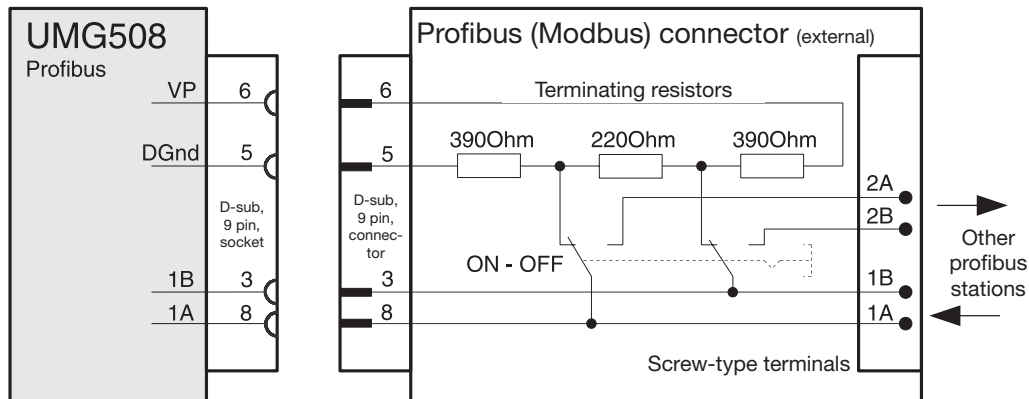 UMG508
Profibus
VP 6
DGnd 5
D-sub,
9 pin,
socket
1B 3
1A 8
Profibus (Modbus) connector (external)
6
Terminating resistors
5
390Ohm 220Ohm 390Ohm
D-sub,
9 pin,
connec-
tor
ON - OFF
3
8
2A
2B
1B
1A
Other
profibus
stations
Screw-type terminals